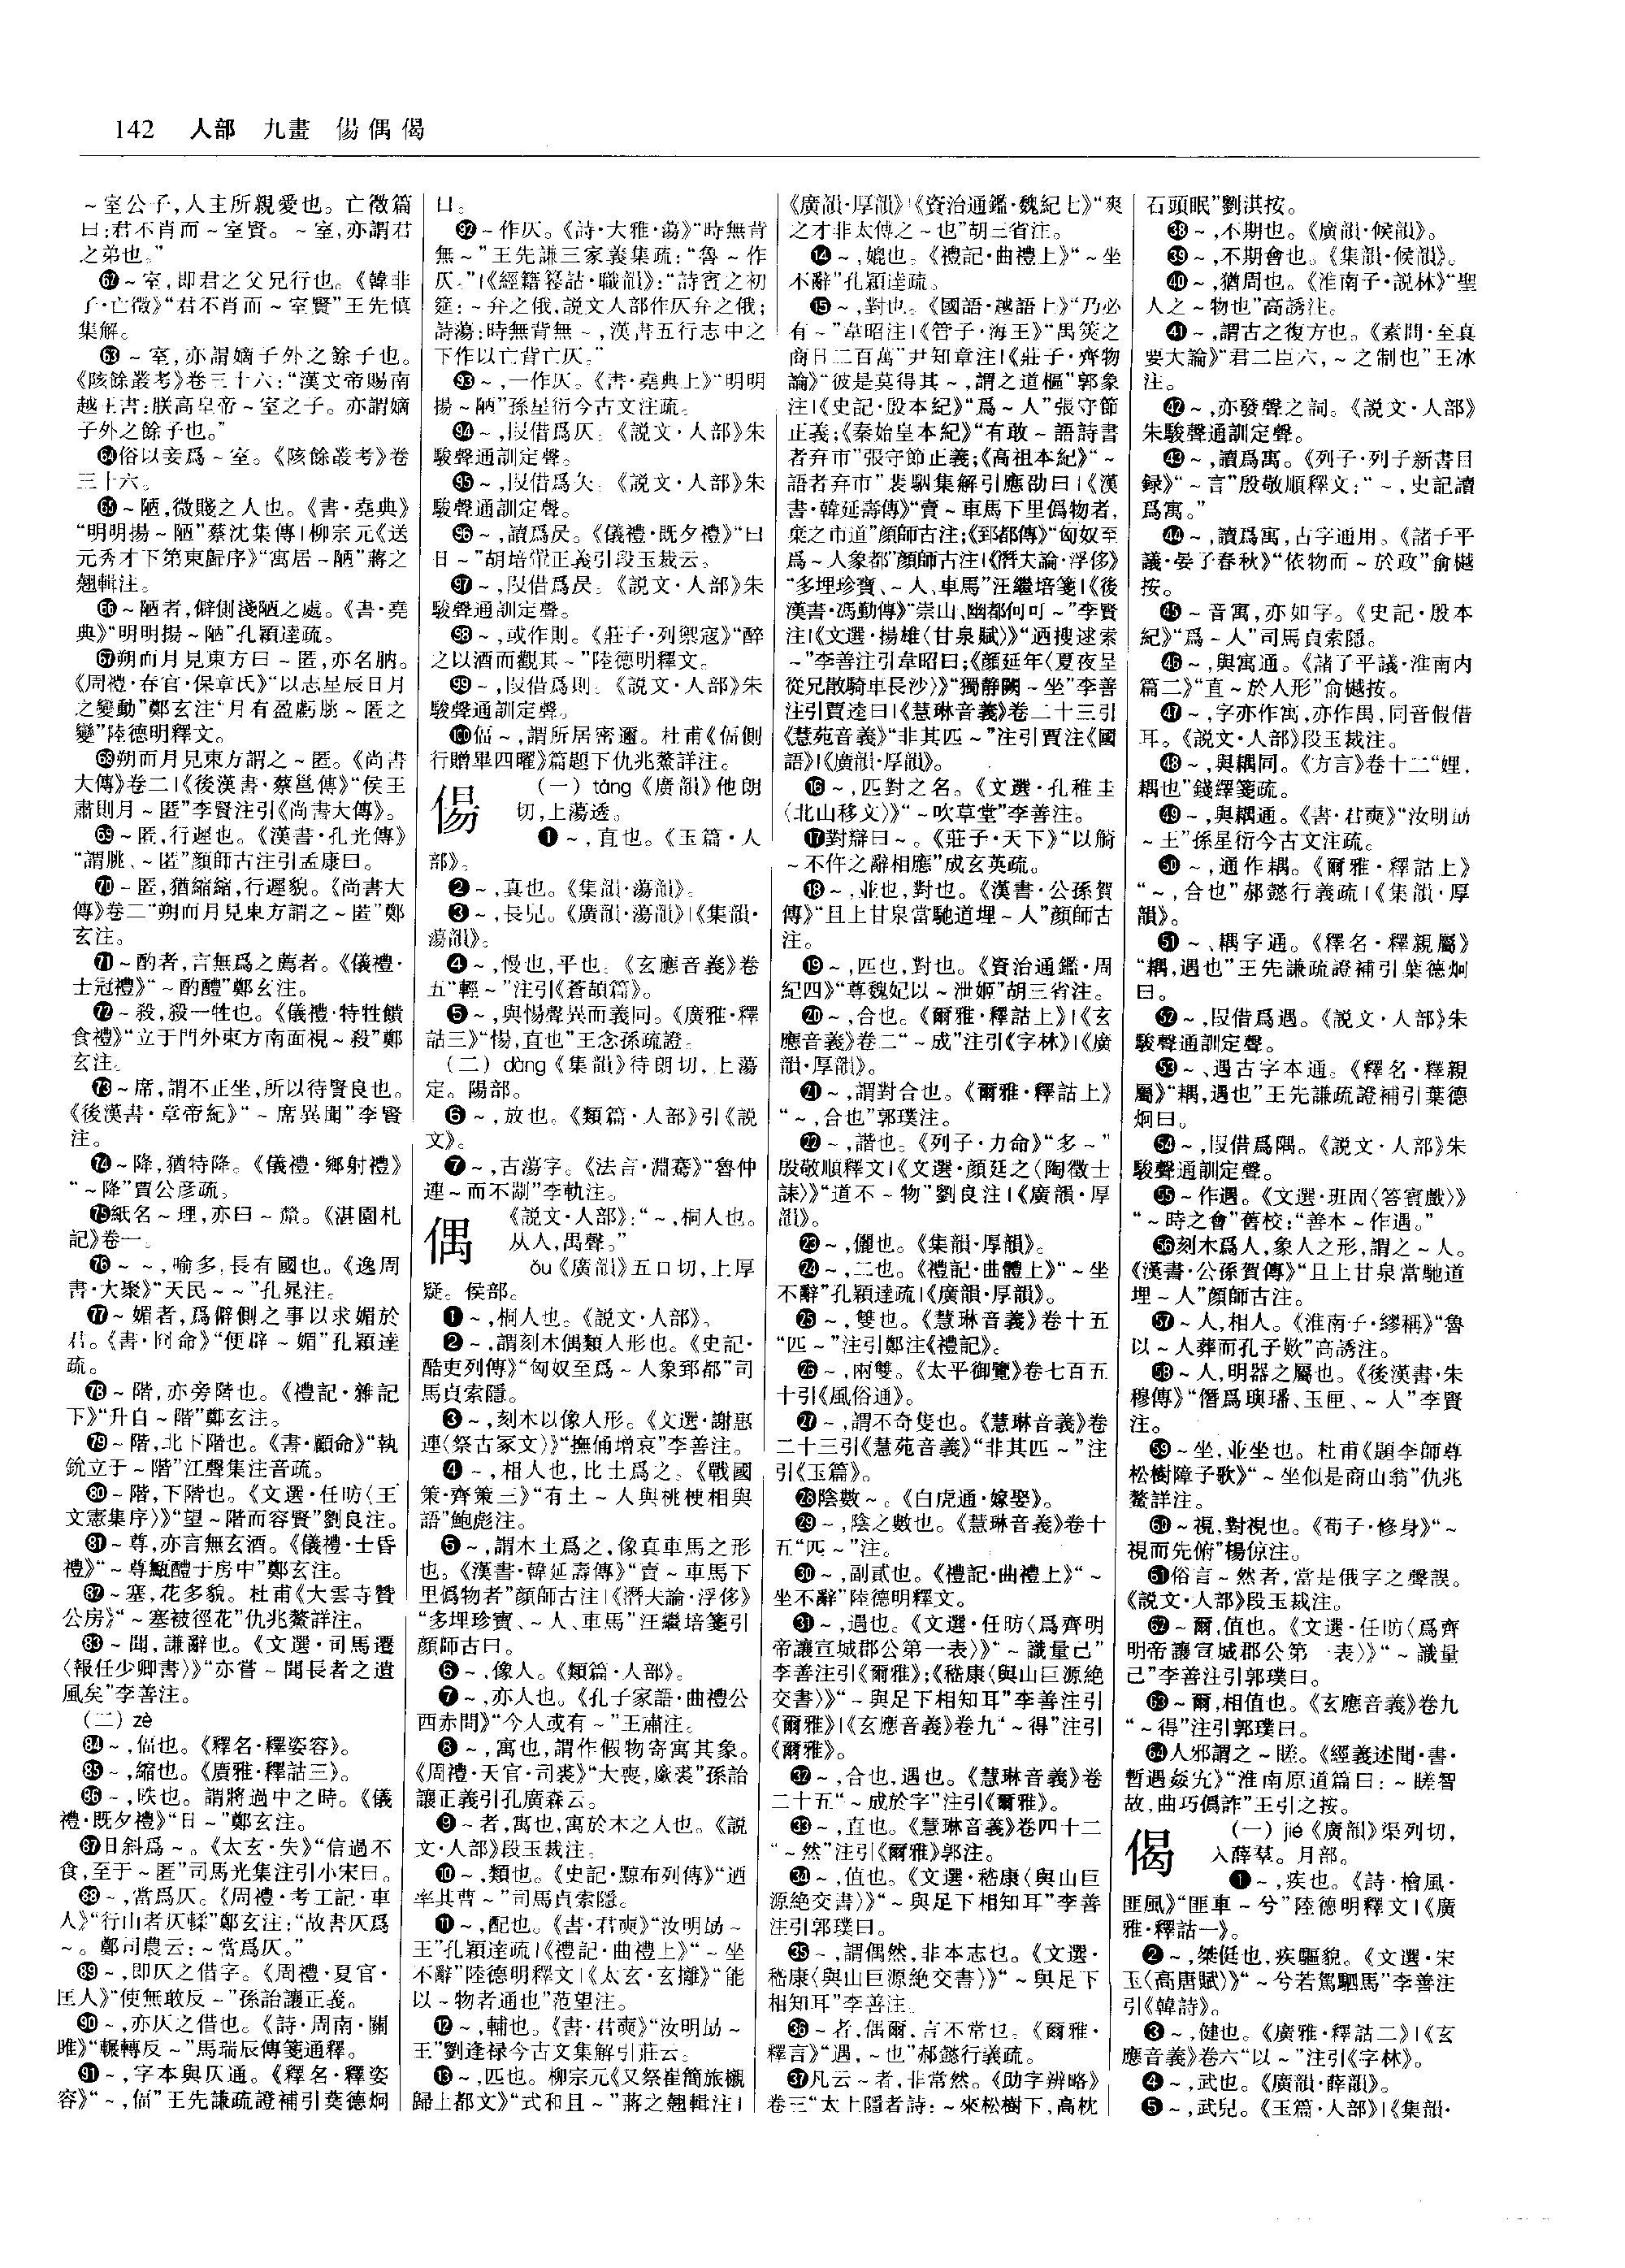 142 人部 九畫 偒偶偈
~室公子,人主所親愛也。亡徵篇
曰:君不肖而~室賢。~室,亦謂君
之弟也。”
62~室,即君之父兄行也。《韓非
子·亡徵》“君不肖而~室賢”王先慎
集解。
63~室,亦謂嫡子外之餘子也。
《陔餘叢考》卷三十六:“漢文帝賜南
越王書:朕高皇帝~室之子。亦謂嫡
子外之餘子也。”
64俗以妾爲~室。《陔餘叢考》卷
三十六。
65~陋,微賤之人也。《書·堯典》
“明明揚~陋”蔡沈集傳|柳宗元《送
元秀才下第東歸序》“寓居~陋”蔣之
翹輯注。
66~陋者,僻側淺陋之處。《書·堯
典》“明明揚~陋”孔穎達疏。
67朔而月見東方曰~匿,亦名朒。
《周禮·春官·保章氏》“以志星辰日月
之變動”鄭玄注“月有盈虧朓~匿之
變”陸德明釋文。
68朔而月見東方謂之~匿。《尚書
大傳》卷二|《後漢書·蔡邕傳》“侯王
肅則月~匿”李賢注引《尚書大傳》。
69~匿,行遲也。《漢書·孔光傳》
“謂朓、~匿”顏師古注引孟康曰。
70~匿,猶縮縮,行遲貌。《尚書大
傳》卷二“朔而月見東方謂之~匿”鄭
玄注。
71~酌者,言無爲之薦者。《儀禮·
士冠禮》“~酌醴”鄭玄注。
72~殺,殺一牲也。《儀禮·特牲饋
食禮》“立于門外東方南面視~殺”鄭
玄注。
73~席,謂不正坐,所以待賢良也。
《後漢書·章帝紀》“~席異聞”李賢
注。
74~降,猶特降。《儀禮·鄉射禮》
“~降”賈公彥疏。
75紙名~理,亦曰~釐。《湛園札
記》卷一。
76~~,喻多,長有國也。《逸周
書·大聚》“天民~~”孔晁注。
77~媚者,爲僻側之事以求媚於
君。《書·冏命》“便辟~媚”孔穎達
疏。
78~階,亦旁階也。《禮記·雜記
下》“升自~階”鄭玄注。
79~階,北下階也。《書·顧命》“執
銳立于~階”江聲集注音疏。
80~階,下階也。《文選·任昉〈王
文憲集序〉》“望~階而容賢”劉良注。
81~尊,亦言無玄酒。《儀禮·士昏
禮》“~尊甒醴于房中”鄭玄注。
82~塞,花多貌。杜甫《大雲寺贊
公房》“~塞被徑花”仇兆鰲詳注。
83~聞,謙辭也。《文選·司馬遷
〈報任少卿書〉》“亦嘗~聞長者之遺
風矣”李善注。
(二)zè
84~,偪也。《釋名·釋姿容》。
85~,縮也。《廣雅·釋詁三》。
86~,昳也。謂將過中之時。《儀
禮·既夕禮》“日~”鄭玄注。
87日斜爲~。《太玄·失》“信過不
食,至于~匿”司馬光集注引小宋曰。
88~,當爲仄。《周禮·考工記·車
人》“行山者仄輮”鄭玄注:“故書仄爲
~。鄭司農云:~當爲仄。”
89~,即仄之借字。《周禮·夏官·
匡人》“使無敢反~”孫詒讓正義。
90~,亦仄之借也。《詩·周南·關
雎》“輾轉反~”馬瑞辰傳箋通釋。
91~,字本與仄通。《釋名·釋姿
容》“~,偪”王先謙疏證補引葉德炯
曰。
92~作仄。《詩·大雅·蕩》“時無背
無~”王先謙三家義集疏:“魯~作
仄。”|《經籍籑詁·職韻》:“詩賓之初
筵:~弁之俄,說文人部作仄弁之俄;
詩蕩:時無背無~,漢書五行志中之
下作以亡背亡仄。”
93~,一作仄。《書·堯典上》“明明
揚~陋”孫星衍今古文注疏。
94~,叚借爲仄。《說文·人部》朱
駿聲通訓定聲。
95~,叚借爲夨。《說文·人部》朱
駿聲通訓定聲。
96~,讀爲昃。《儀禮·既夕禮》“曰
日~”胡培翬正義引段玉裁云。
97~,叚借爲昃。《說文·人部》朱
駿聲通訓定聲。
98~,或作則。《莊子·列禦寇》“醉
之以酒而觀其~”陸德明釋文。
99~,叚借爲則。《說文·人部》朱
駿聲通訓定聲。
100偪~,謂所居密邇。杜甫《偪側
行贈畢四曜》篇題下仇兆鰲詳注。
偒
(一)tǎng《廣韻》他朗
切,上蕩透。
❶~,直也。《玉篇·人
部》。
❷~,真也。《集韻·蕩韻》。
❸~,長皃。《廣韻·蕩韻》|《集韻·
蕩韻》。
❹~,慢也,平也。《玄應音義》卷
五“輕~”注引《蒼頡篇》。
❺~,與愓聲異而義同。《廣雅·釋
詁三》“愓,直也”王念孫疏證。
(二)dàng《集韻》待朗切,上蕩
定。陽部。
❻~,放也。《類篇·人部》引《說
文》。
❼~,古蕩字。《法言·淵騫》“魯仲
連~而不剬”李軌注。
偶
《說文·人部》:“~,桐人也。
从人,禺聲。”
ǒu《廣韻》五口切,上厚
疑。侯部。
❶~,桐人也。《說文·人部》。
❷~,謂刻木偶類人形也。《史記·
酷吏列傳》“匈奴至爲~人象郅都”司
馬貞索隱。
❸~,刻木以像人形。《文選·謝惠
連〈祭古冢文〉》“撫俑增哀”李善注。
❹~,相人也,比土爲之。《戰國
策·齊策三》“有土~人與桃梗相與
語”鮑彪注。
❺~,謂木土爲之,像真車馬之形
也。《漢書·韓延壽傳》“賣~車馬下
里僞物者”顏師古注|《潛夫論·浮侈》
“多埋珍寶、~人、車馬”汪繼培箋引
顏師古曰。
❻~,像人。《類篇·人部》。
❼~,亦人也。《孔子家語·曲禮公
西赤問》“今人或有~”王肅注。
❽~,寓也,謂作假物寄寓其象。
《周禮·天官·司裘》“大喪,廞裘”孫詒
讓正義引孔廣森云。
❾~者,寓也,寓於木之人也。《說
文·人部》段玉裁注。
❿~,類也。《史記·黥布列傳》“迺
率其曹~”司馬貞索隱。
⓫~,配也。《書·君奭》“汝明勖~
王”孔穎達疏|《禮記·曲禮上》“~坐
不辭”陸德明釋文|《太玄·玄攡》“能
以~物者通也”范望注。
⓬~,輔也。《書·君奭》“汝明勖~
王”劉逢禄今古文集解引莊云。
⓭~,匹也。柳宗元《又祭崔簡旅櫬
歸上都文》“式和且~”蔣之翹輯注|
《廣韻·厚韻》|《資治通鑑·魏紀七》“爽
之才非太傅之~也”胡三省注。
⓮~,媲也。《禮記·曲禮上》“~坐
不辭”孔穎達疏。
⓯~,對也。《國語·越語上》“乃必
有~”韋昭注|《管子·海王》“禺筴之
商日二百萬”尹知章注|《莊子·齊物
論》“彼是莫得其~,謂之道樞”郭象
注|《史記·殷本紀》“爲~人”張守節
正義;《秦始皇本紀》“有敢~語詩書
者弃市”張守節正義;《高祖本紀》“~
語者弃市”裴駰集解引應劭曰|《漢
書·韓延壽傳》“賣~車馬下里僞物者,
棄之市道”顏師古注;《郅都傳》“匈奴至
爲~人象都”顏師古注|《潛夫論·浮侈》
“多埋珍寶、~人、車馬”汪繼培箋|《後
漢書·馮勤傳》“崇山、幽都何可~”李賢
注|《文選·揚雄〈甘泉賦〉》“迺搜逑索
~”李善注引韋昭曰;《顏延年〈夏夜呈
從兄散騎車長沙〉》“獨靜闕~坐”李善
注引賈逵曰|《慧琳音義》卷二十三引
《慧苑音義》“非其匹~”注引賈注《國
語》|《廣韻·厚韻》。
⓰~,匹對之名。《文選·孔稚圭
〈北山移文〉》“~吹草堂”李善注。
⓱對辯曰~。《莊子·天下》“以觭
~不仵之辭相應”成玄英疏。
⓲~,並也,對也。《漢書·公孫賀
傳》“且上甘泉當馳道埋~人”顏師古
注。
⓳~,匹也,對也。《資治通鑑·周
紀四》“尊魏妃以~泄姬”胡三省注。
⓴~,合也。《爾雅·釋詁上》|《玄
應音義》卷二“~成”注引《字林》|《廣
韻·厚韻》。
21~,謂對合也。《爾雅·釋詁上》
“~,合也”郭璞注。
22~,諧也。《列子·力命》“多~”
殷敬順釋文|《文選·顏延之〈陶徵士
誄〉》“道不~物”劉良注|《廣韻·厚
韻》。
23~,儷也。《集韻·厚韻》。
24~,二也。《禮記·曲禮上》“~坐
不辭”孔穎達疏|《廣韻·厚韻》。
25~,雙也。《慧琳音義》卷十五
“匹~”注引鄭注《禮記》。
26~,兩雙。《太平御覽》卷七百五
十引《風俗通》。
27~,謂不奇隻也。《慧琳音義》卷
二十三引《慧苑音義》“非其匹~”注
引《玉篇》。
28陰數~。《白虎通·嫁娶》。
29~,陰之數也。《慧琳音義》卷十
五“匹~”注。
30~,副貳也。《禮記·曲禮上》“~
坐不辭”陸德明釋文。
31~,遇也。《文選·任昉〈爲齊明
帝讓宣城郡公第一表〉》“~識量己”
李善注引《爾雅》;《嵇康〈與山巨源絕
交書〉》“~與足下相知耳”李善注引
《爾雅》|《玄應音義》卷九“~得”注引
《爾雅》。
32~,合也,遇也。《慧琳音義》卷
二十五“~成於字”注引《爾雅》。
33~,直也。《慧琳音義》卷四十二
“~然”注引《爾雅》郭注。
34~,值也。《文選·嵇康〈與山巨
源絕交書〉》“~與足下相知耳”李善
注引郭璞曰。
35~,謂偶然,非本志也。《文選·
嵇康〈與山巨源絕交書〉》“~與足下
相知耳”李善注。
36~者,偶爾,言不常也。《爾雅·
釋言》“遇,~也”郝懿行義疏。
37凡云~者,非常然。《助字辨略》
卷三“太上隱者詩:~來松樹下,高枕
石頭眠”劉淇按。
38~,不期也。《廣韻·候韻》。
39~,不期會也。《集韻·候韻》。
40~,猶周也。《淮南子·說林》“聖
人之~物也”高誘注。
41~,謂古之復方也。《素問·至真
要大論》“君二臣六,~之制也”王冰
注。
42~,亦發聲之詞。《說文·人部》
朱駿聲通訓定聲。
43~,讀爲寓。《列子·列子新書目
録》“~言”殷敬順釋文:“~,史記讀
爲寓。”
44~,讀爲寓,古字通用。《諸子平
議·晏子春秋》“依物而~於政”俞樾
按。
45~音寓,亦如字。《史記·殷本
紀》“爲~人”司馬貞索隱。
46~,與寓通。《諸子平議·淮南内
篇二》“直~於人形”俞樾按。
47~,字亦作寓,亦作禺,同音假借
耳。《說文·人部》段玉裁注。
48~,與耦同。《方言》卷十二“娌,
耦也”錢繹箋疏。
49~,與耦通。《書·君奭》“汝明勖
~王”孫星衍今古文注疏。
50~,通作耦。《爾雅·釋詁上》
“~,合也”郝懿行義疏|《集韻·厚
韻》。
51~、耦字通。《釋名·釋親屬》
“耦,遇也”王先謙疏證補引葉德炯
曰。
52~,叚借爲遇。《說文·人部》朱
駿聲通訓定聲。
53~、遇古字本通。《釋名·釋親
屬》“耦,遇也”王先謙疏證補引葉德
炯曰。
54~,叚借爲隅。《說文·人部》朱
駿聲通訓定聲。
55~作遇。《文選·班固〈答賓戲〉》
“~時之會”舊校:“善本~作遇。”
56刻木爲人,象人之形,謂之~人。
《漢書·公孫賀傳》“且上甘泉當馳道
埋~人”顏師古注。
57~人,相人。《淮南子·繆稱》“魯
以~人葬而孔子歎”高誘注。
58~人,明器之屬也。《後漢書·朱
穆傳》“僭爲璵璠、玉匣、~人”李賢
注。
59~坐,並坐也。杜甫《題李師尊
松樹障子歌》“~坐似是商山翁”仇兆
鰲詳注。
60~視,對視也。《荀子·修身》“~
視而先俯”楊倞注。
61俗言~然者,當是俄字之聲誤。
《說文·人部》段玉裁注。
62~爾,值也。《文選·任昉〈爲齊
明帝讓宣城郡公第一表〉》“~識量
己”李善注引郭璞曰。
63~爾,相值也。《玄應音義》卷九
“~得”注引郭璞曰。
64人邪謂之~䁟。《經義述聞·書·
暫遇姦宄》“淮南原道篇曰:~䁟智
故,曲巧僞詐”王引之按。
偈
(一)jié《廣韻》渠列切,
入薛羣。月部。
❶~,疾也。《詩·檜風·
匪風》“匪車~兮”陸德明釋文|《廣
雅·釋詁一》。
❷~,桀侹也,疾驅貌。《文選·宋
玉〈高唐賦〉》“~兮若駕駟馬”李善注
引《韓詩》。
❸~,健也。《廣雅·釋詁二》|《玄
應音義》卷六“以~”注引《字林》。
❹~,武也。《廣韻·薛韻》。
❺~,武皃。《玉篇·人部》|《集韻·